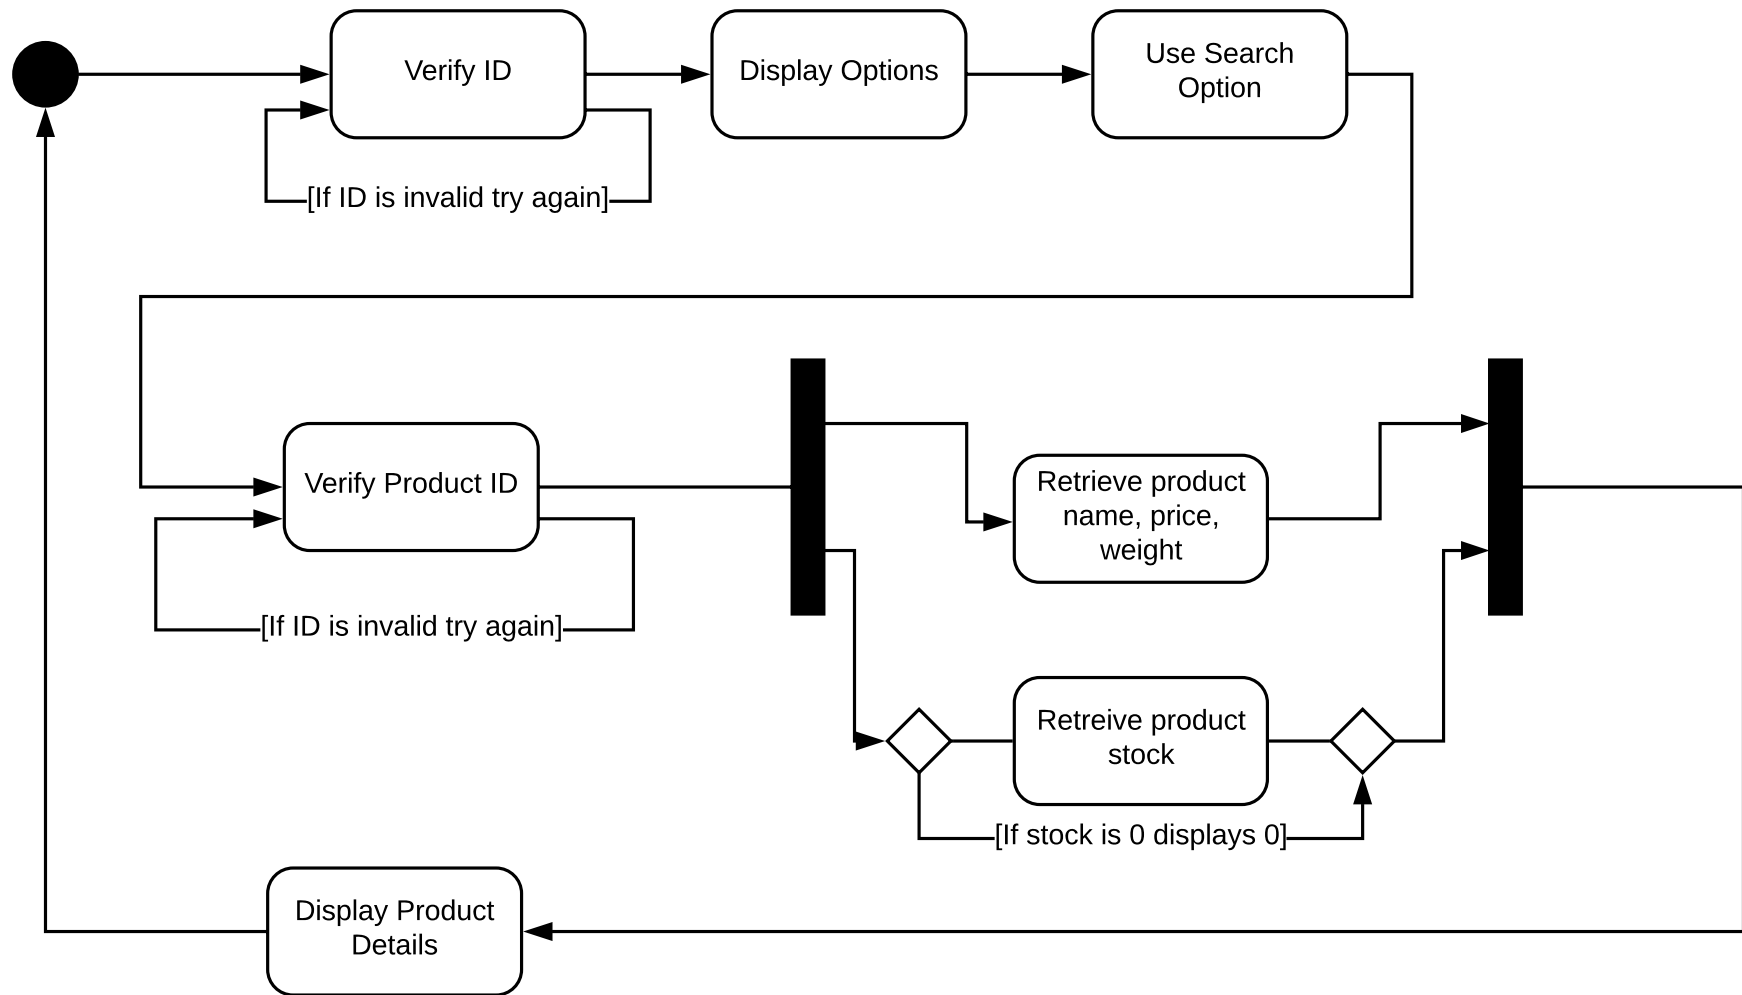 Verify ID
Display Options
Use Search
Option
[If ID is invalid try again]
Verify Product ID
Retrieve product
name, price,
weight
[If ID is invalid try again]
Retreive product
stock
[If stock is 0 displays 0]
Display Product
Details